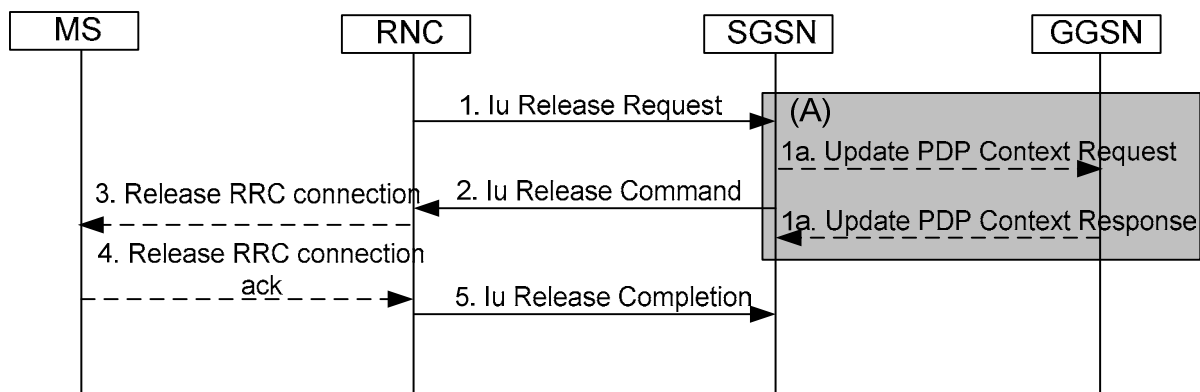 MS
RNC
SGSN
GGSN
1. Iu Release Request
(A)
1a. Update PDP Context Request
3. Release RRC connection
2. Iu Release Command
1a. Update PDP Context Response
4. Release RRC connection
ack
5. Iu Release Completion